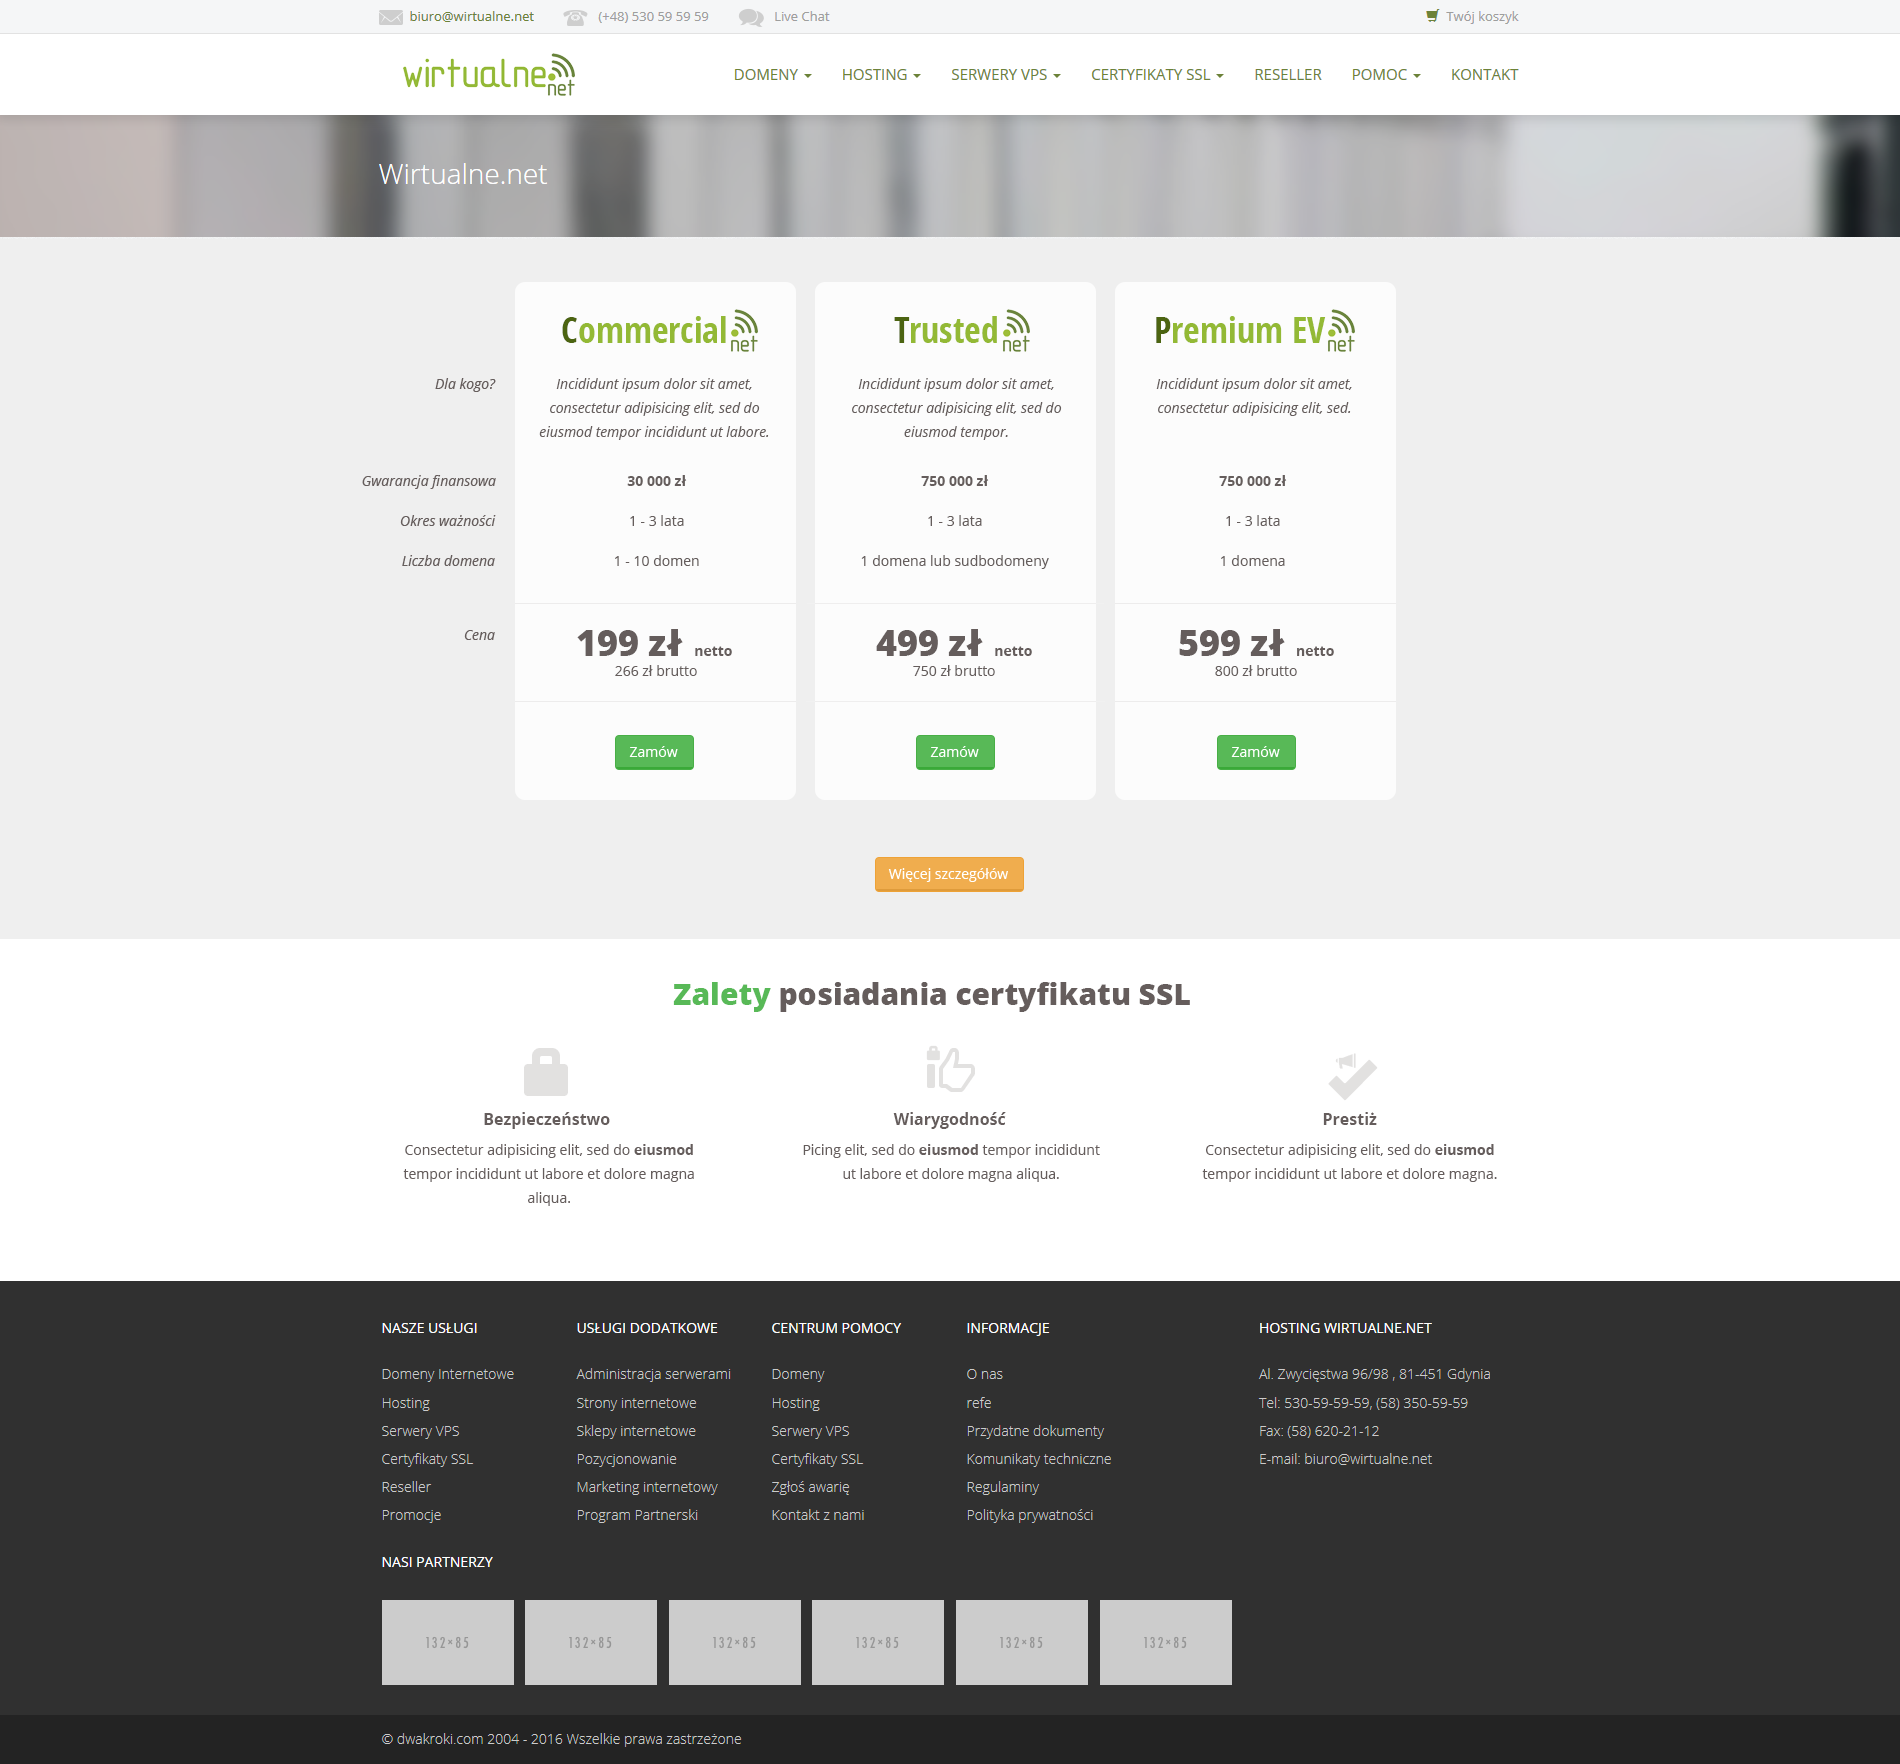 biuro@wirtualne.net (+48) 530 59 59 59 Live Chat Twój koszyk
wirtualne.net DOMENY HOSTING SERWERY VPS CERTYFIKATY SSL RESELLER POMOC KONTAKT
Wirtualne.net
Commercial.net Trusted.net Premium EV.net
Dla kogo?
Incididunt ipsum dolor sit amet,
consectetur adipisicing elit, sed do
eiusmod tempor incididunt ut labore.
Incididunt ipsum dolor sit amet,
consectetur adipisicing elit, sed do
eiusmod tempor.
Incididunt ipsum dolor sit amet,
consectetur adipisicing elit, sed.
Gwarancja finansowa 30 000 zł 750 000 zł 750 000 zł
Okres ważności 1 - 3 lata 1 - 3 lata 1 - 3 lata
Liczba domena 1 - 10 domen 1 domena lub sudbodomeny 1 domena
Cena 199 zł netto 499 zł netto 599 zł netto
266 zł brutto 750 zł brutto 800 zł brutto
Zamów Zamów Zamów
Więcej szczegółów
Zalety posiadania certyfikatu SSL
Bezpieczeństwo
Consectetur adipisicing elit, sed do eiusmod
tempor incididunt ut labore et dolore magna
aliqua.
Wiarygodność
Picing elit, sed do eiusmod tempor incididunt
ut labore et dolore magna aliqua.
Prestiż
Consectetur adipisicing elit, sed do eiusmod
tempor incididunt ut labore et dolore magna.
NASZE USŁUGI
Domeny Internetowe
Hosting
Serwery VPS
Certyfikaty SSL
Reseller
Promocje
USŁUGI DODATKOWE
Administracja serwerami
Strony internetowe
Sklepy internetowe
Pozycjonowanie
Marketing internetowy
Program Partnerski
CENTRUM POMOCY
Domeny
Hosting
Serwery VPS
Certyfikaty SSL
Zgłoś awarię
Kontakt z nami
INFORMACJE
O nas
refe
Przydatne dokumenty
Komunikaty techniczne
Regulaminy
Polityka prywatności
HOSTING WIRTUALNE.NET
Al. Zwycięstwa 96/98 , 81-451 Gdynia
Tel: 530-59-59-59, (58) 350-59-59
Fax: (58) 620-21-12
E-mail: biuro@wirtualne.net
NASI PARTNERZY
132×85 132×85 132×85 132×85 132×85 132×85
© dwakroki.com 2004 - 2016 Wszelkie prawa zastrzeżone